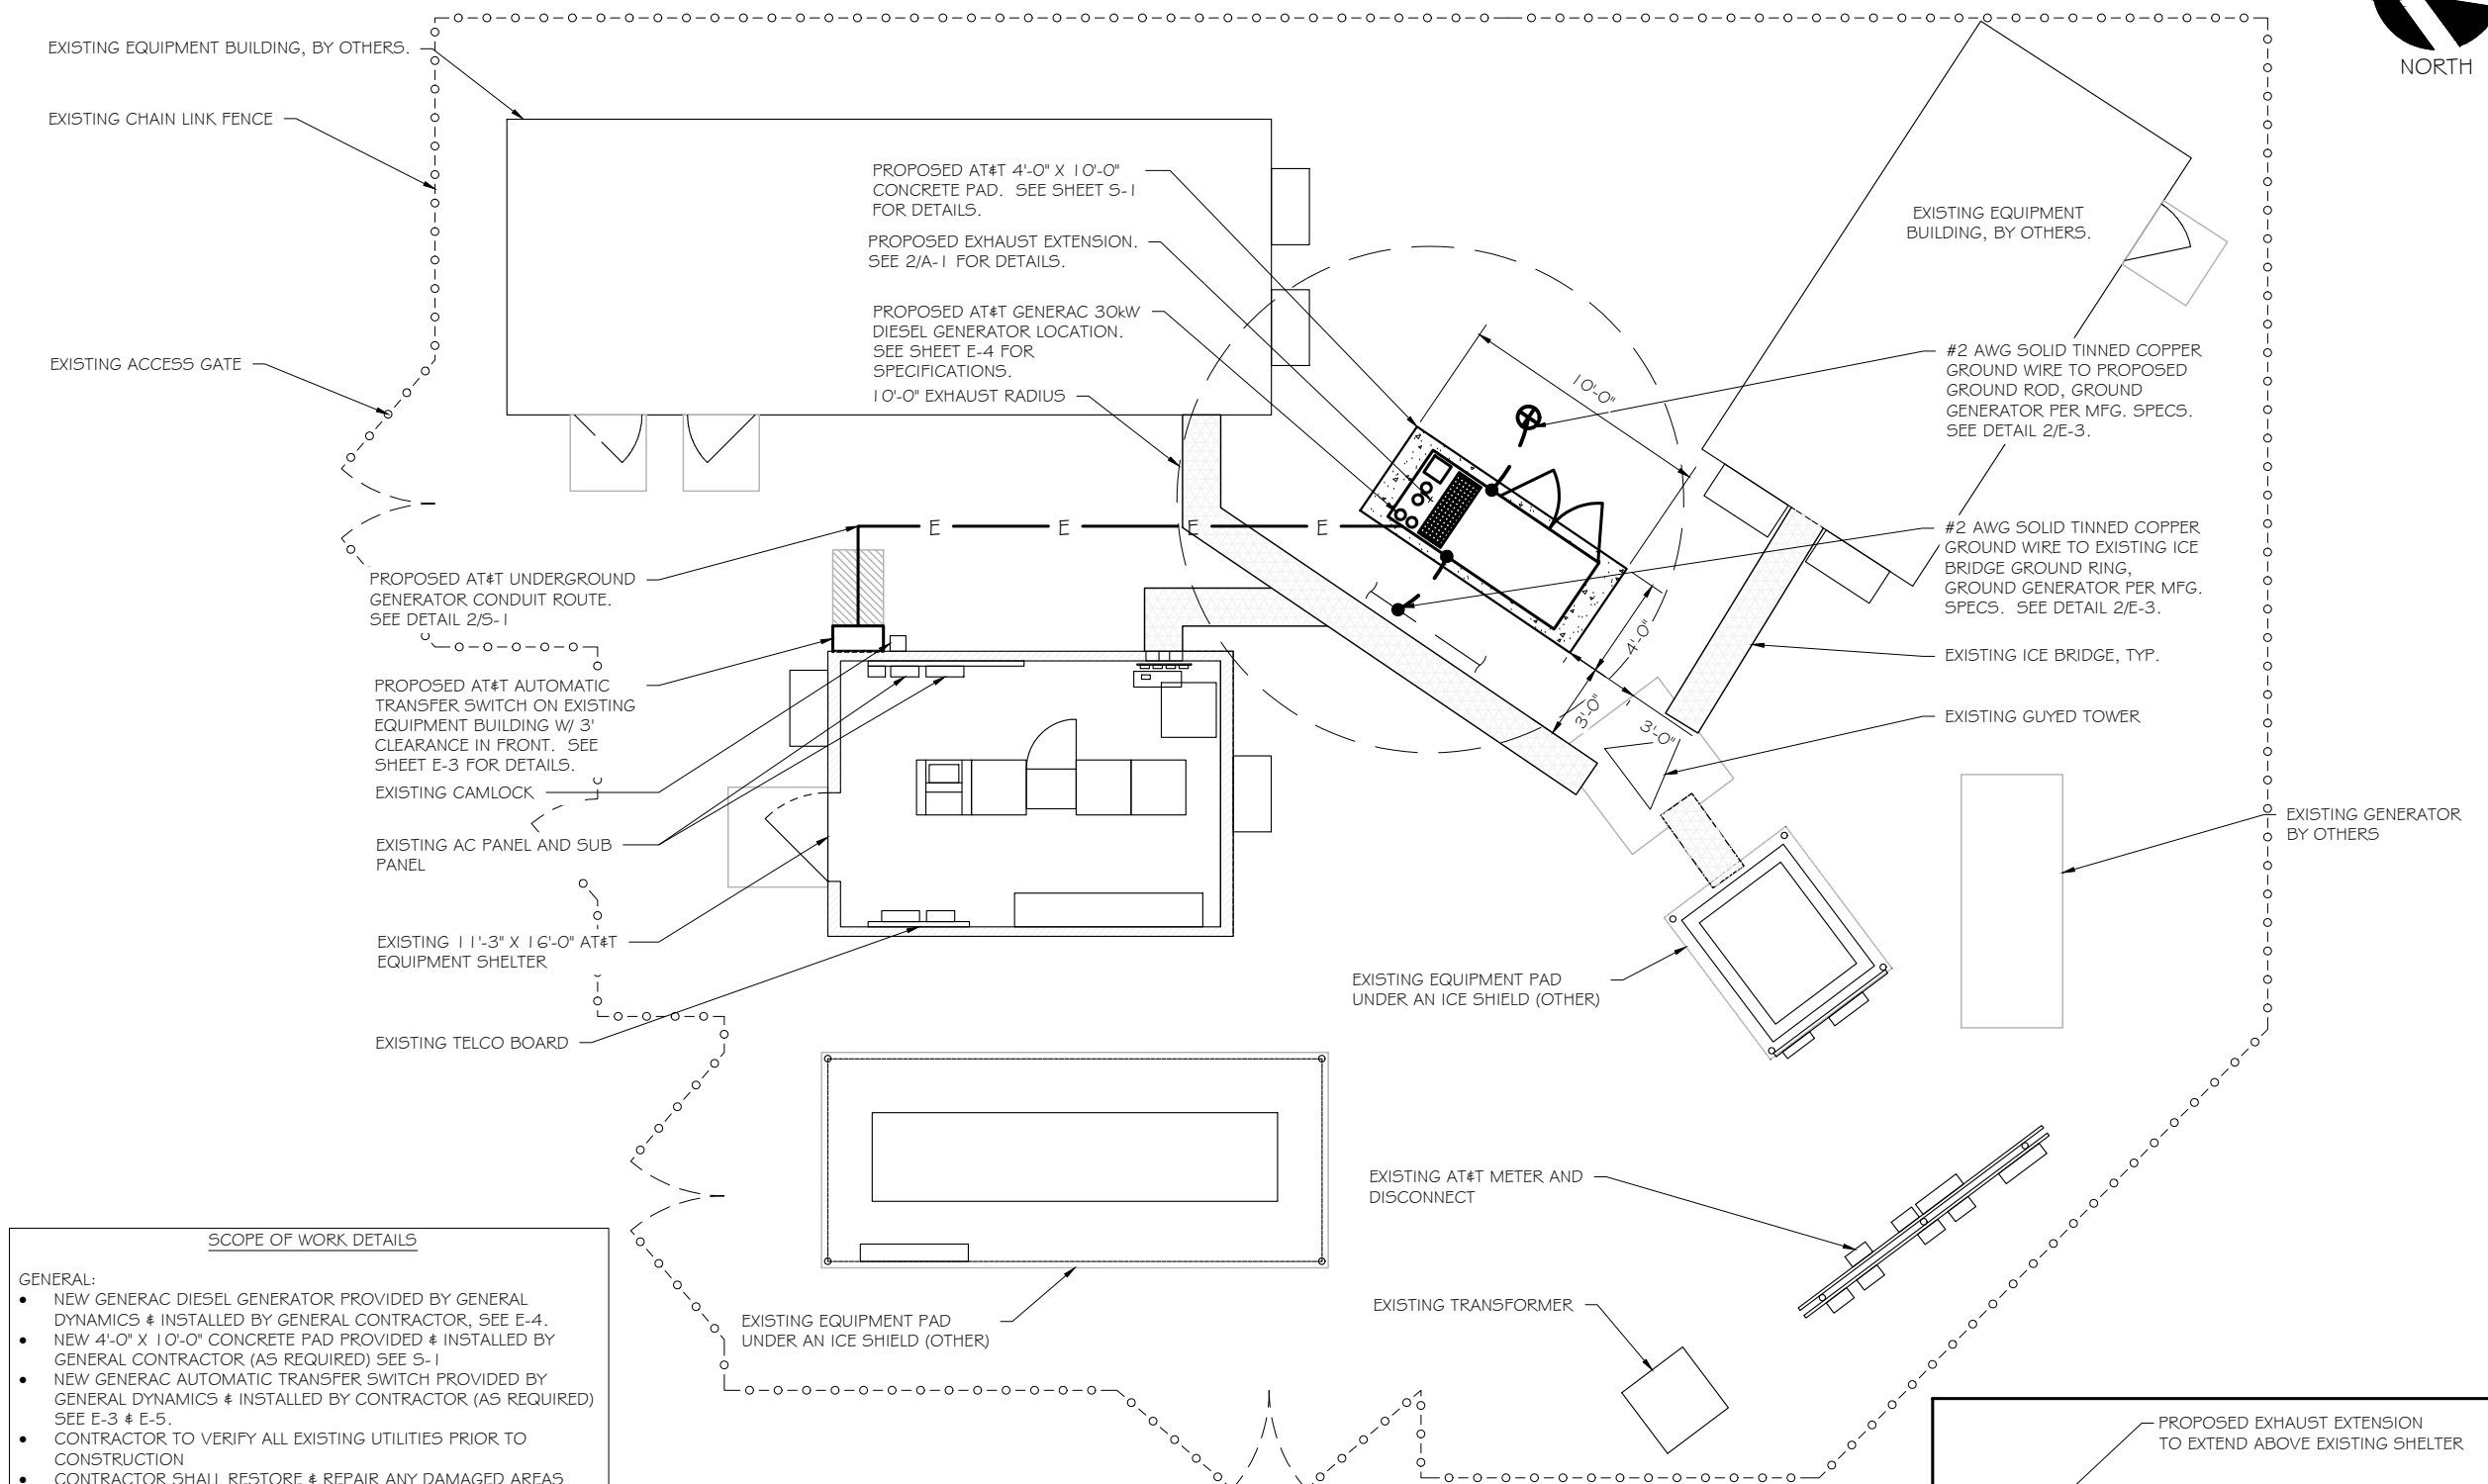 NORTH
EXISTING EQUIPMENT BUILDING, BY OTHERS.
EXISTING CHAIN LINK FENCE
EXISTING ACCESS GATE
PROPOSED AT&T 4'-0" X 10'-0"
CONCRETE PAD. SEE SHEET S-1
FOR DETAILS.
PROPOSED EXHAUST EXTENSION.
SEE 2/A-1 FOR DETAILS.
PROPOSED AT&T GENERAC 30kW
DIESEL GENERATOR LOCATION.
SEE SHEET E-4 FOR
SPECIFICATIONS.
10'-0" EXHAUST RADIUS
EXISTING EQUIPMENT
BUILDING, BY OTHERS.
10'-0"
4'-0"
3'-0"
3'-0"
#2 AWG SOLID TINNED COPPER
GROUND WIRE TO PROPOSED
GROUND ROD, GROUND
GENERATOR PER MFG. SPECS.
SEE DETAIL 2/E-3.
#2 AWG SOLID TINNED COPPER
GROUND WIRE TO EXISTING ICE
BRIDGE GROUND RING,
GROUND GENERATOR PER MFG.
SPECS. SEE DETAIL 2/E-3.
EXISTING ICE BRIDGE, TYP.
EXISTING GUYED TOWER
EXISTING GENERATOR
BY OTHERS
E E E E
PROPOSED AT&T UNDERGROUND
GENERATOR CONDUIT ROUTE.
SEE DETAIL 2/S-1
PROPOSED AT&T AUTOMATIC
TRANSFER SWITCH ON EXISTING
EQUIPMENT BUILDING W/ 3'
CLEARANCE IN FRONT. SEE
SHEET E-3 FOR DETAILS.
EXISTING CAMLOCK
EXISTING AC PANEL AND SUB
PANEL
EXISTING 11'-3" X 16'-0" AT&T
EQUIPMENT SHELTER
EXISTING TELCO BOARD
EXISTING EQUIPMENT PAD
UNDER AN ICE SHIELD (OTHER)
EXISTING AT&T METER AND
DISCONNECT
EXISTING TRANSFORMER
EXISTING EQUIPMENT PAD
UNDER AN ICE SHIELD (OTHER)
SCOPE OF WORK DETAILS
GENERAL:
• NEW GENERAC DIESEL GENERATOR PROVIDED BY GENERAL
DYNAMICS & INSTALLED BY GENERAL CONTRACTOR, SEE E-4.
• NEW 4'-0" X 10'-0" CONCRETE PAD PROVIDED & INSTALLED BY
GENERAL CONTRACTOR (AS REQUIRED) SEE S-1
• NEW GENERAC AUTOMATIC TRANSFER SWITCH PROVIDED BY
GENERAL DYNAMICS & INSTALLED BY CONTRACTOR (AS REQUIRED)
SEE E-3 & E-5.
• CONTRACTOR TO VERIFY ALL EXISTING UTILITIES PRIOR TO
CONSTRUCTION
• CONTRACTOR SHALL RESTORE & REPAIR ANY DAMAGED AREAS
PROPOSED EXHAUST EXTENSION
TO EXTEND ABOVE EXISTING SHELTER